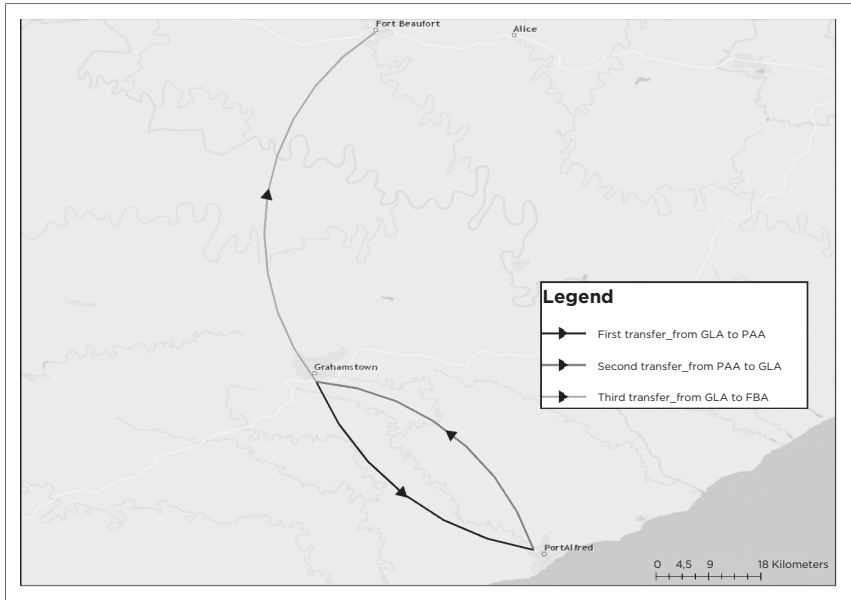 Fort Beaufort
Alice
Legend
First transfer_from GLA to PAA
Second transfer_from PAA to GLA
Third transfer_from GLA to FBA
Grahamstown
PortAlfred
0 4,5 9 18 Kilometers